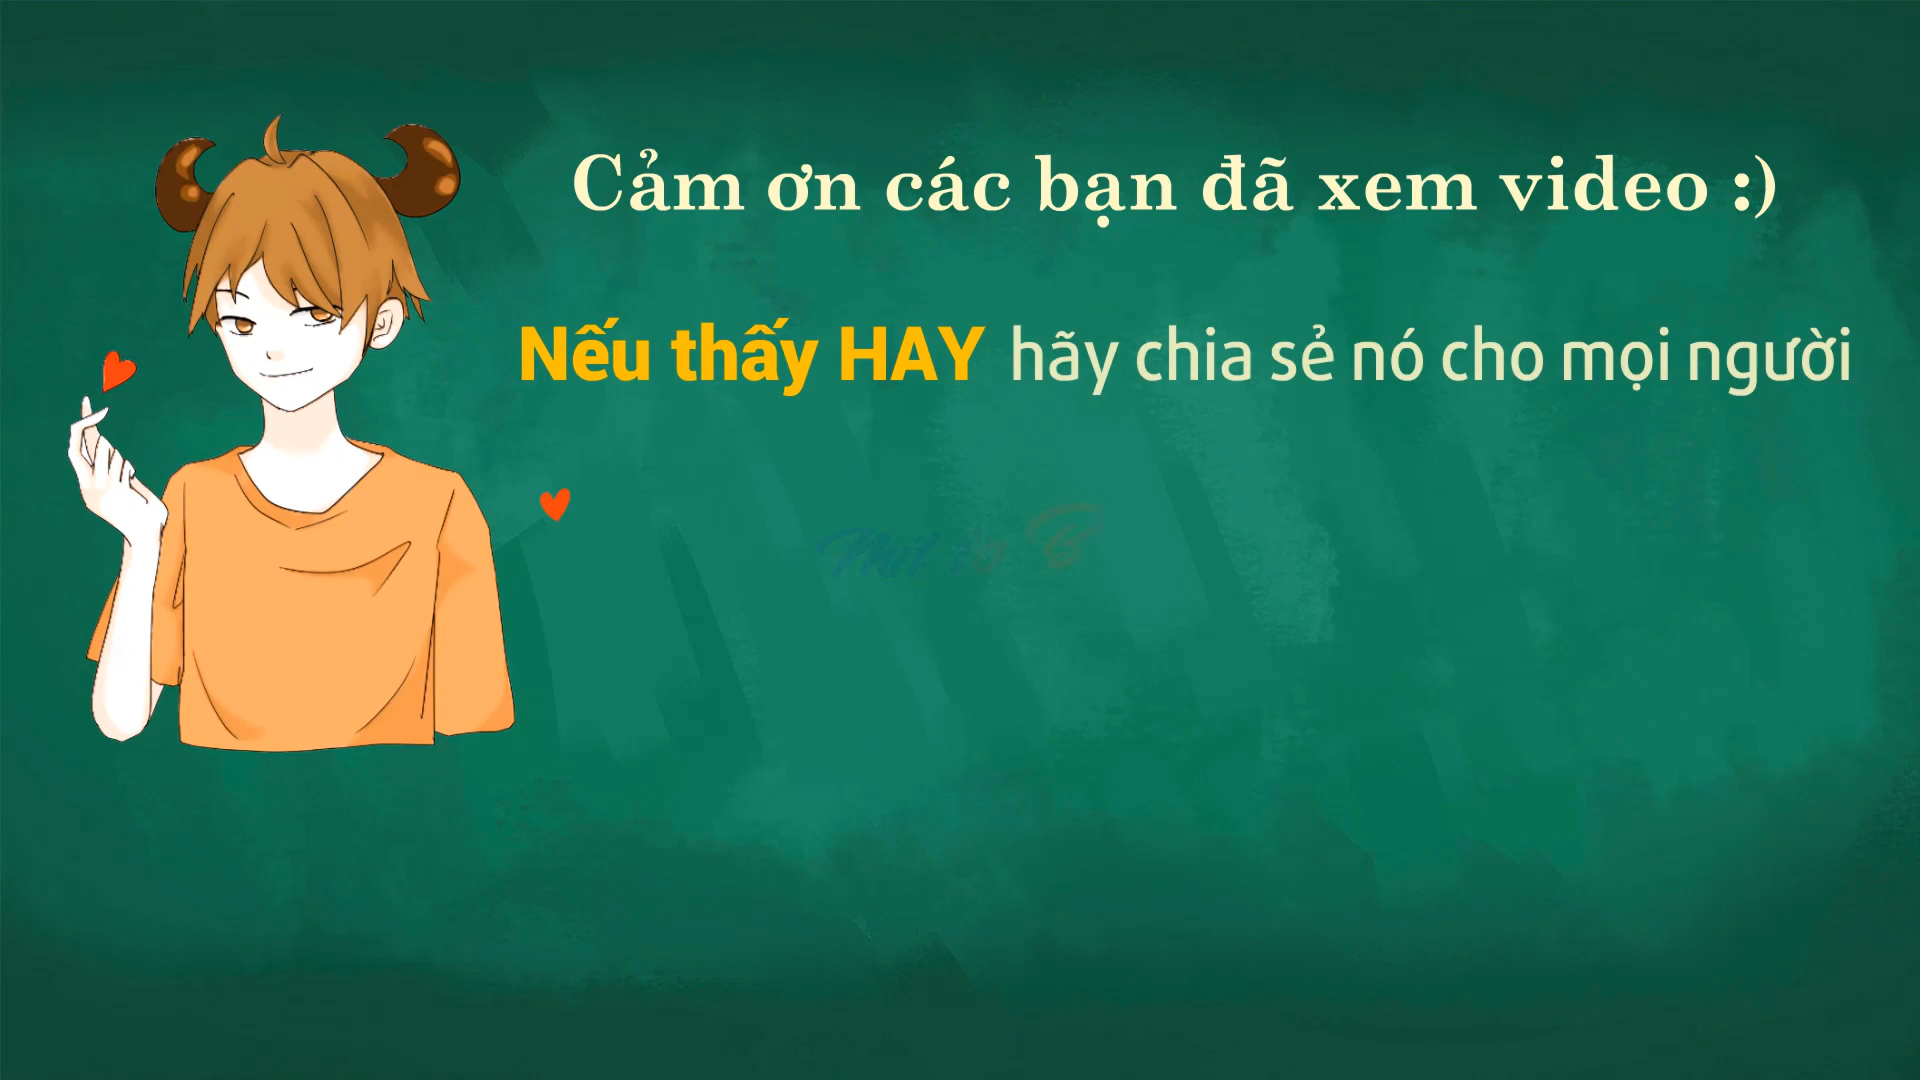 Cảm ơn các bạn đã xem video :)
Nếu thấy HAY hãy chia sẻ nó cho mọi người